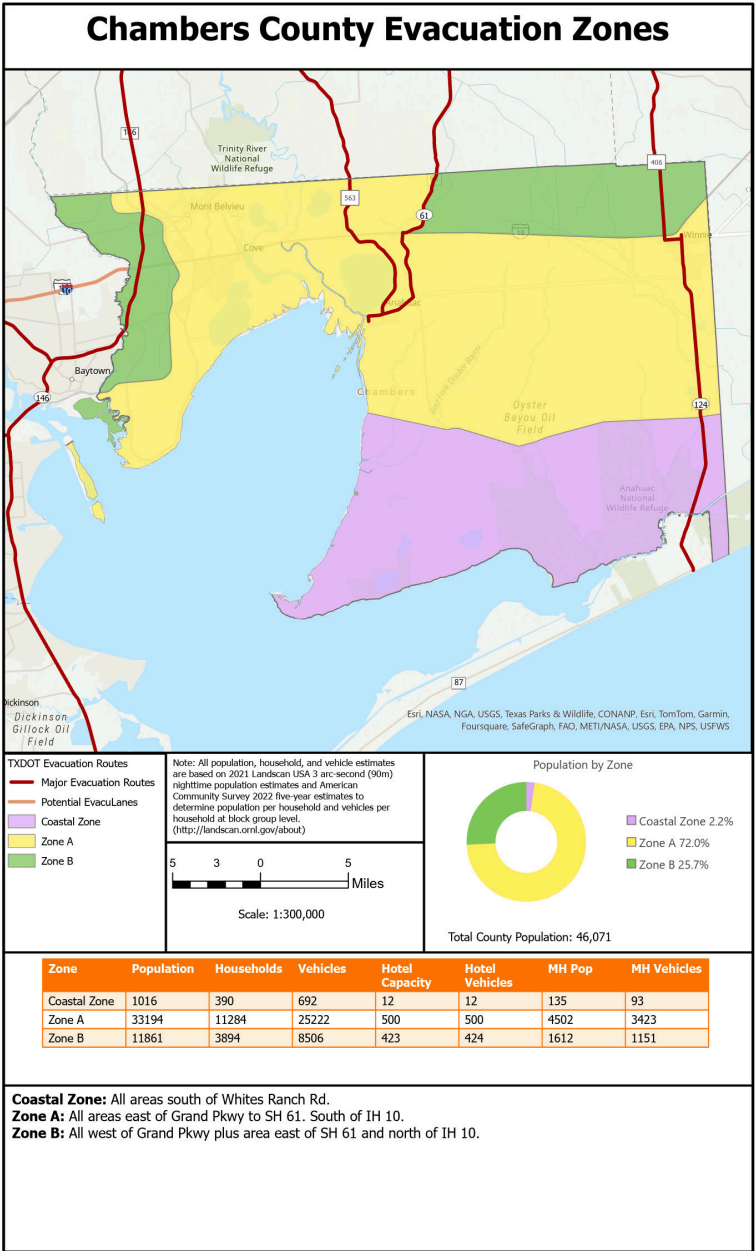 Chambers County Evacuation Zones
146
Trinity River
National
Wildlife Refuge
406
563
Mont Belvieu
61
10
Winnie
Cove
10
Anahuac
Baytown
Chambers
East Fork Double Bayou
146
124
Oyster
Bayou Oil
Field
Anahuac
National
Wildlife Refuge
87
Dickinson
Dickinson
Gillock Oil
Field
Esri, NASA, NGA, USGS, Texas Parks & Wildlife, CONANP, Esri, TomTom, Garmin,
Foursquare, SafeGraph, FAO, METI/NASA, USGS, EPA, NPS, USFWS
TXDOT Evacuation Routes
Major Evacuation Routes
Potential EvacuLanes
Coastal Zone
Zone A
Zone B
Note: All population, household, and vehicle estimates
are based on 2021 Landscan USA 3 arc-second (90m)
nighttime population estimates and American
Community Survey 2022 five-year estimates to
determine population per household and vehicles per
household at block group level.
(http://landscan.ornl.gov/about)
5 3 0 5
Miles
Scale: 1:300,000
Population by Zone
Coastal Zone 2.2%
Zone A 72.0%
Zone B 25.7%
Total County Population: 46,071
Zone Population Households Vehicles Hotel Capacity Hotel Vehicles MH Pop MH Vehicles
Coastal Zone 1016 390 692 12 12 135 93
Zone A 33194 11284 25222 500 500 4502 3423
Zone B 11861 3894 8506 423 424 1612 1151
Coastal Zone: All areas south of Whites Ranch Rd.
Zone A: All areas east of Grand Pkwy to SH 61. South of IH 10.
Zone B: All west of Grand Pkwy plus area east of SH 61 and north of IH 10.